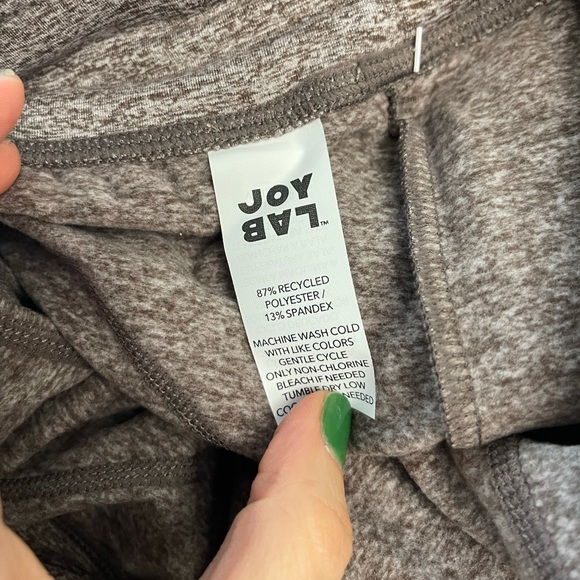 JOY
LAB™
87% RECYCLED
POLYESTER /
13% SPANDEX
MACHINE WASH COLD
WITH LIKE COLORS
GENTLE CYCLE
ONLY NON-CHLORINE
BLEACH IF NEEDED
TUMBLE DRY LOW
NEEDED